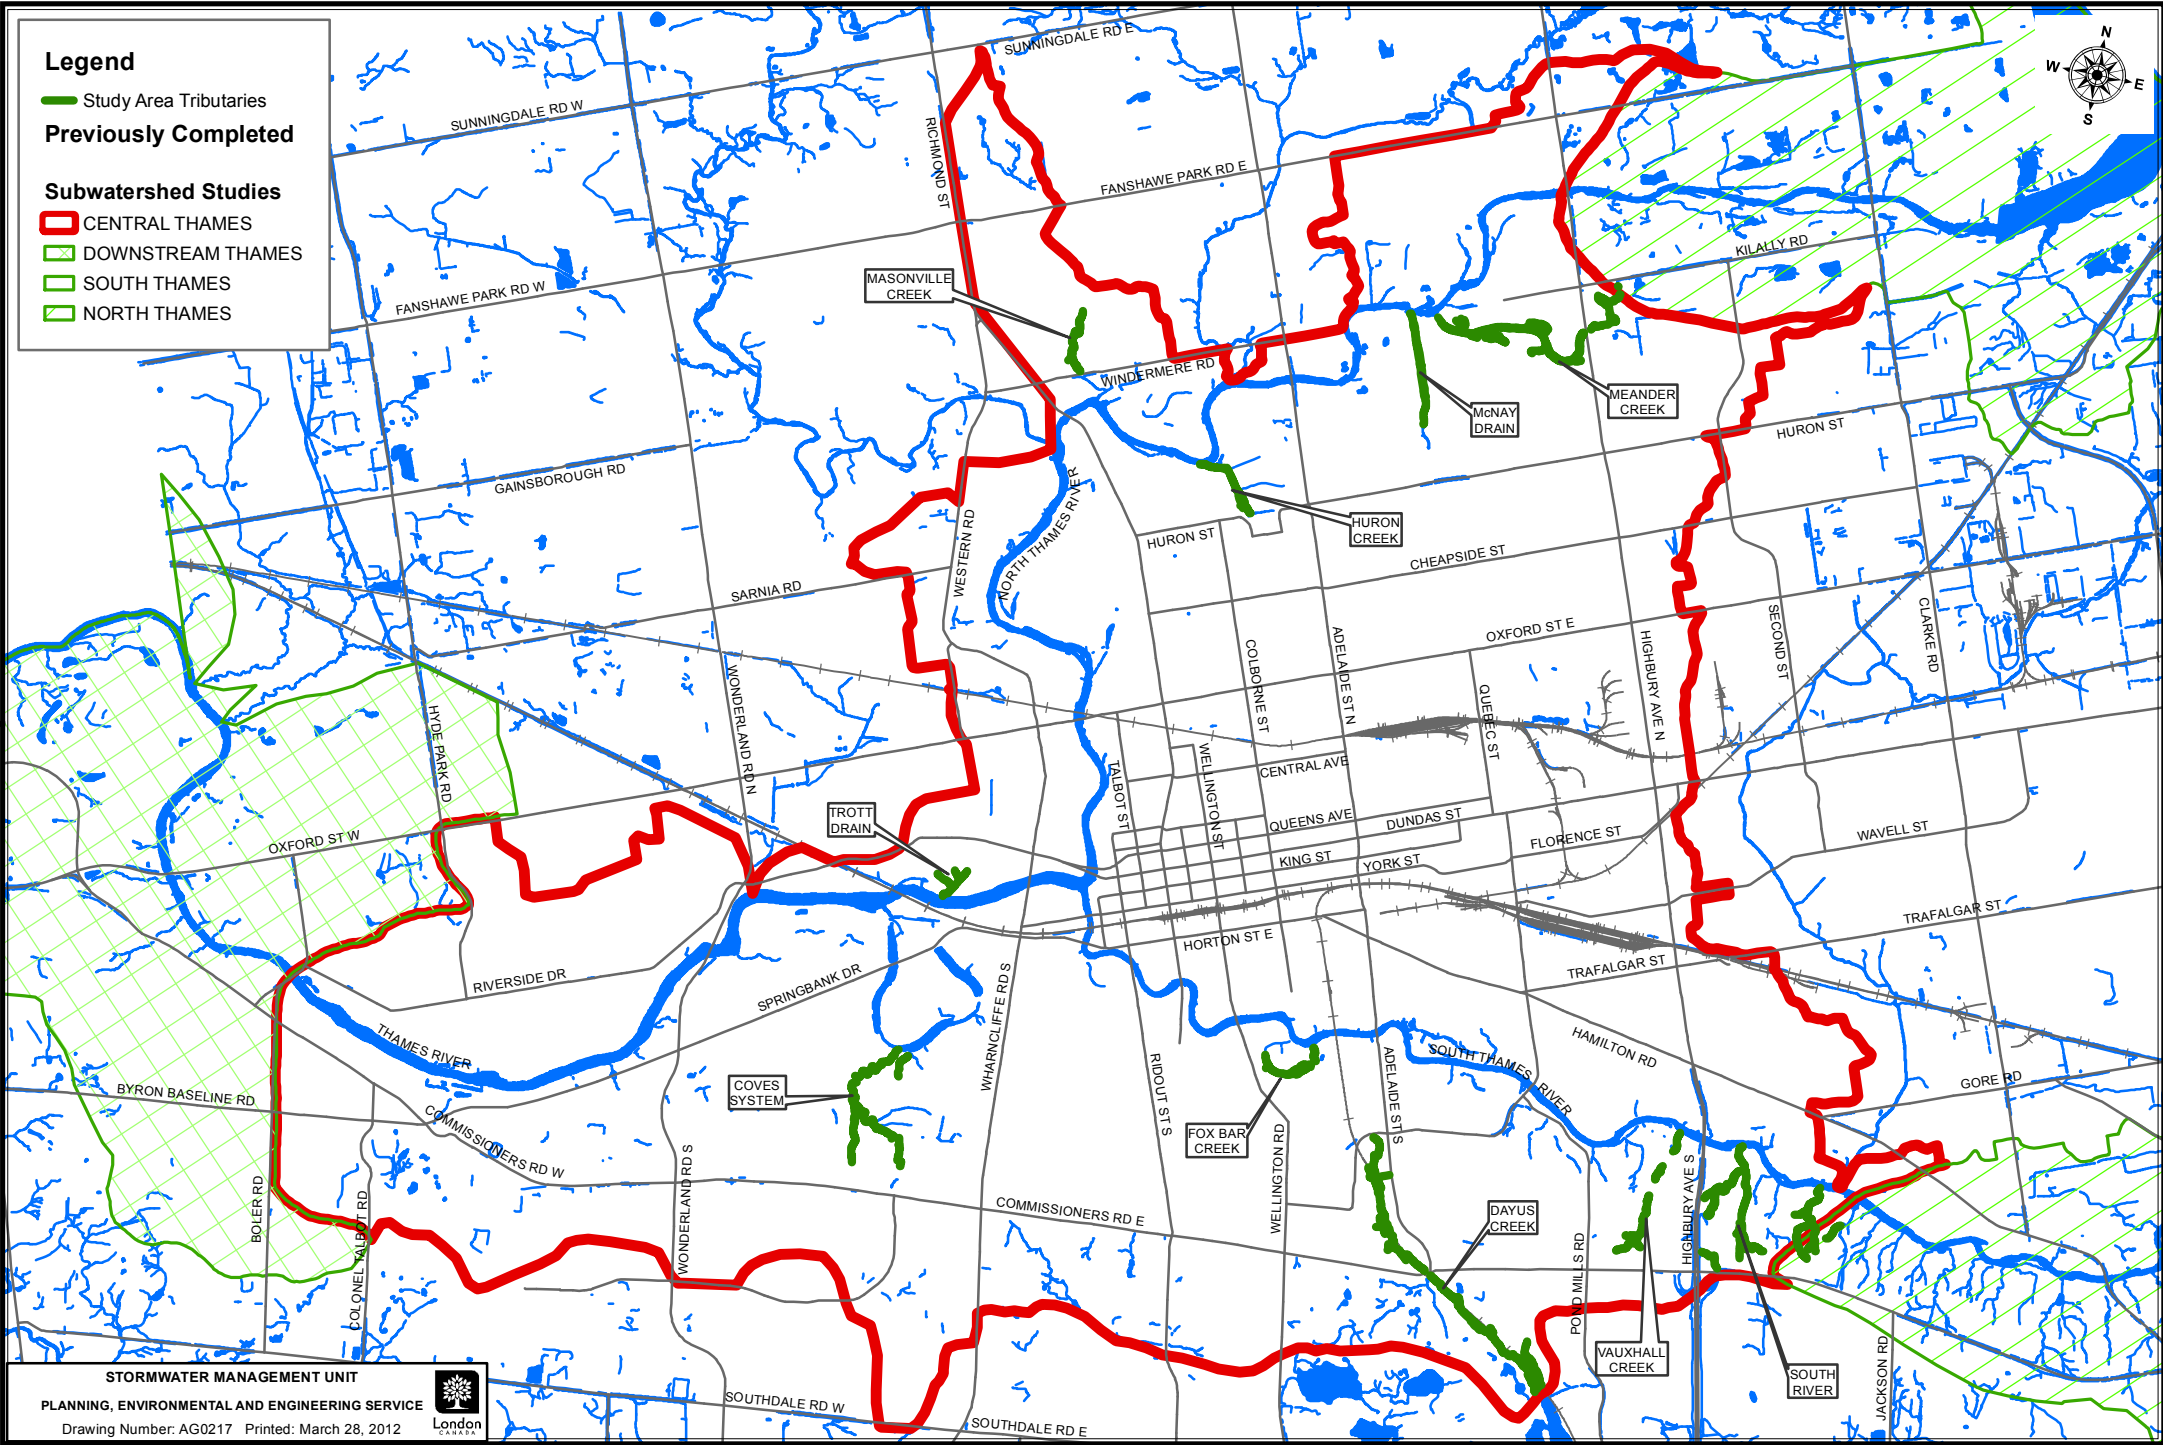 Legend
Study Area Tributaries
Previously Completed
Subwatershed Studies
CENTRAL THAMES
DOWNSTREAM THAMES
SOUTH THAMES
NORTH THAMES
N
W
E
S
SUNNINGDALE RD E
SUNNINGDALE RD W
RICHMOND ST
FANSHAWE PARK RD E
KILALLY RD
MASONVILLE
CREEK
FANSHAWE PARK RD W
WINDERMERE RD
MEANDER
CREEK
McNAY
DRAIN
HURON ST
GAINSBOROUGH RD
NORTH THAMES RIVER
WESTERN RD
HURON
CREEK
HURON ST
CHEAPSIDE ST
SARNIA RD
OXFORD ST E
CLARKE RD
SECOND ST
HIGHBURY AVE N
ADELAIDE ST N
COLBORNE ST
QUEBEC ST
WONDERLAND RD N
HYDE PARK RD
TALBOT ST
WELLINGTON ST
CENTRAL AVE
TROTT
DRAIN
QUEENS AVE
DUNDAS ST
FLORENCE ST
WAVELL ST
OXFORD ST W
KING ST
YORK ST
TRAFALGAR ST
HORTON ST E
TRAFALGAR ST
RIVERSIDE DR
SPRINGBANK DR
WHARNCLIFFE RD S
THAMES RIVER
HAMILTON RD
SOUTH THAMES RIVER
GORE RD
BYRON BASELINE RD
COVES
SYSTEM
COMMISSIONERS RD W
RIDOUT ST S
ADELAIDE ST S
FOX BAR
CREEK
WELLINGTON RD
BOLER RD
COLONEL TALBOT RD
WONDERLAND RD S
COMMISSIONERS RD E
DAYUS
CREEK
POND MILLS RD
HIGHBURY AVE S
VAUXHALL
CREEK
SOUTH
RIVER
JACKSON RD
SOUTHDALE RD W
SOUTHDALE RD E
STORMWATER MANAGEMENT UNIT
PLANNING, ENVIRONMENTAL AND ENGINEERING SERVICE
Drawing Number: AG0217 Printed: March 28, 2012
London
CANADA